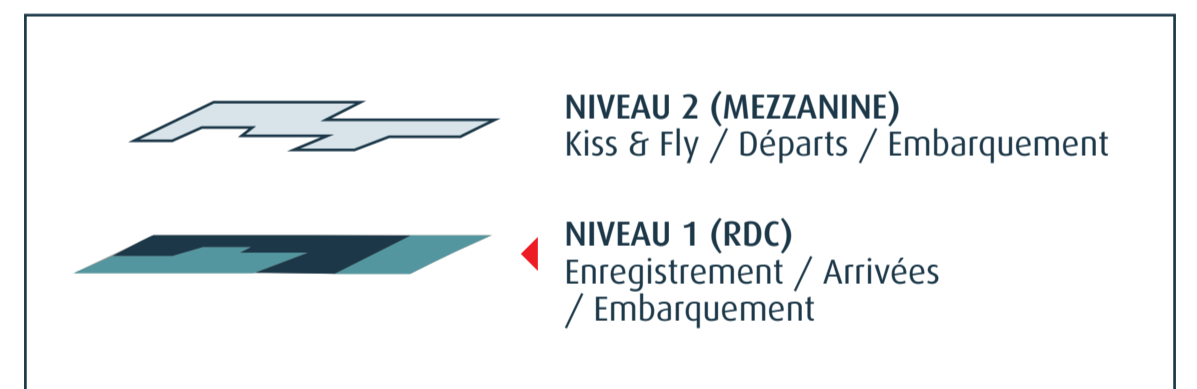 NIVEAU 2 (MEZZANINE)
Kiss & Fly / Départs / Embarquement
NIVEAU 1 (RDC)
Enregistrement / Arrivées
/ Embarquement